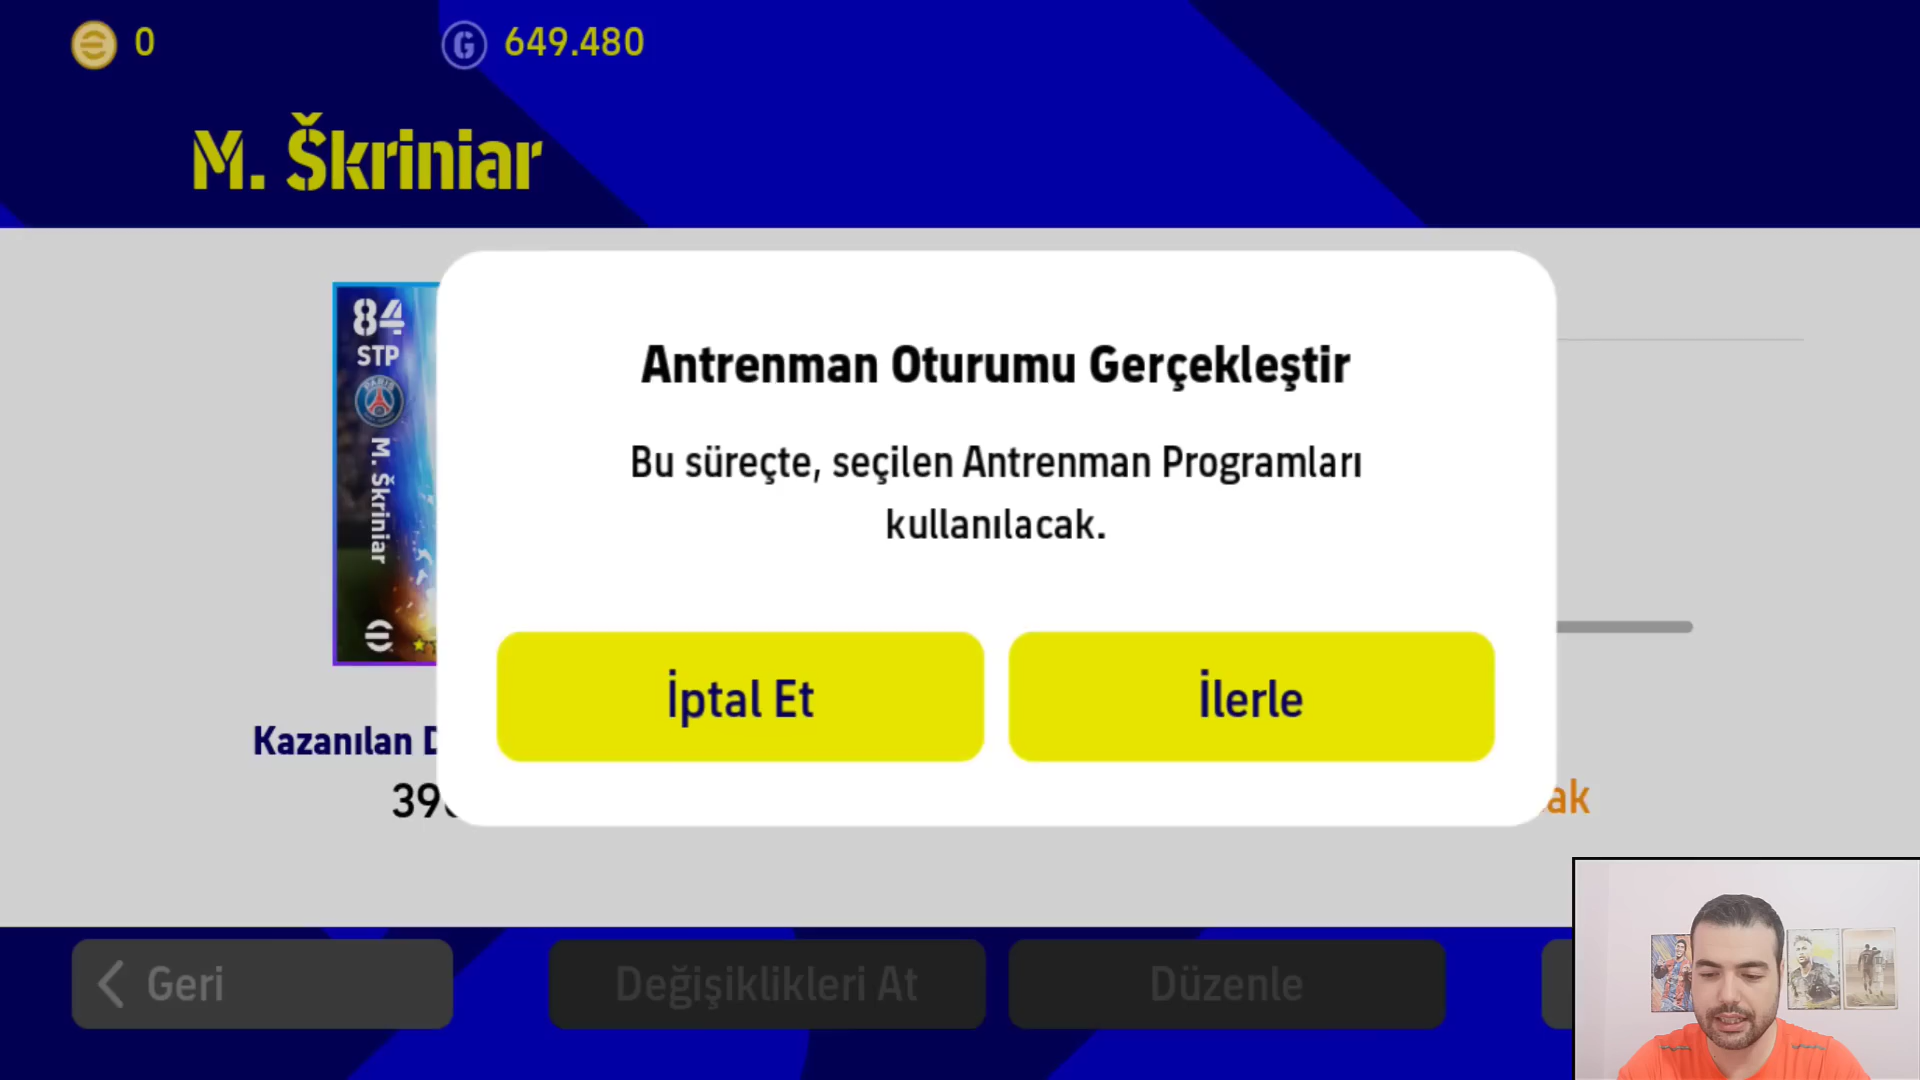 0
649.480
M. Škriniar
84
STP
PARIS
M. Škriniar
Antrenman Oturumu Gerçekleştir
Bu süreçte, seçilen Antrenman Programları
kullanılacak.
İptal Et
İlerle
Kazanılan
Geri
Değişiklikleri At
Düzenle